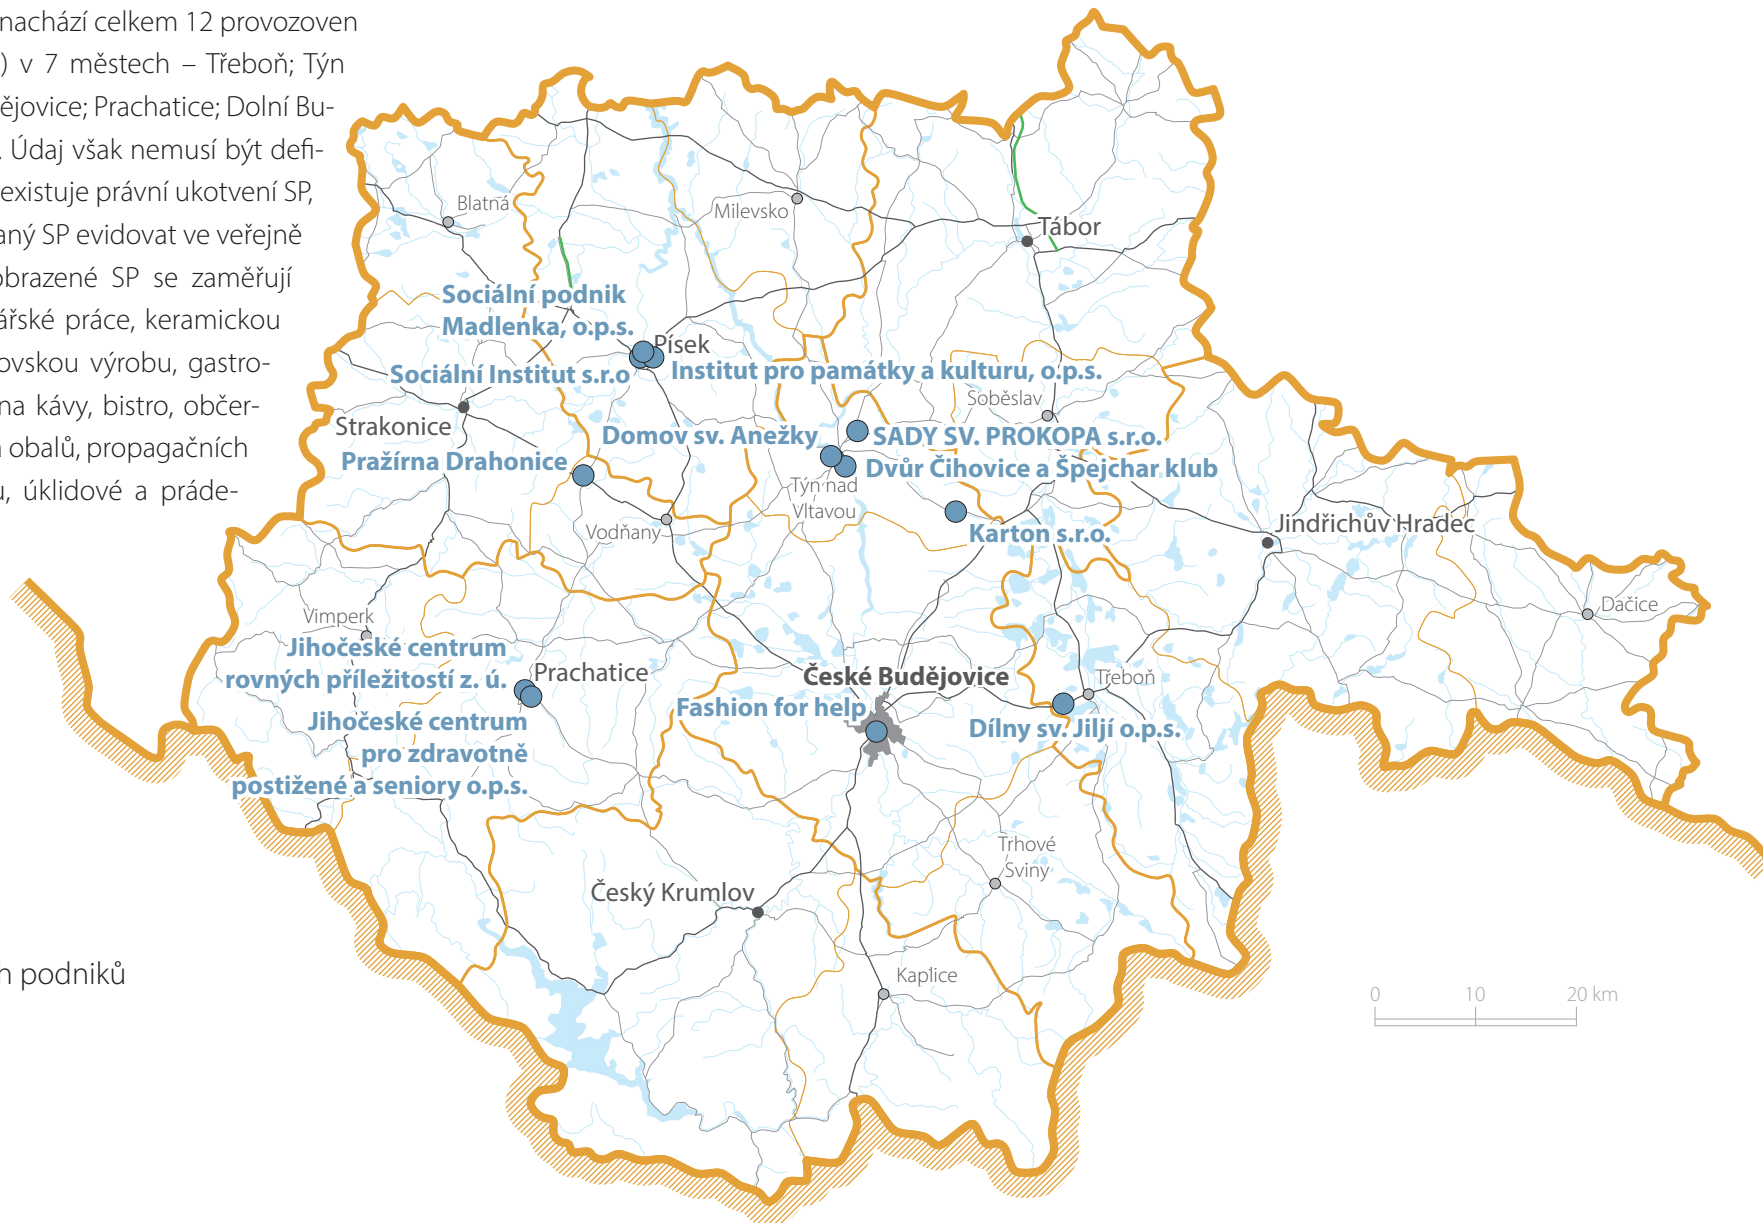 nachází celkem 12 provozoven
) v 7 městech – Třeboň; Týn
ějovice; Prachatice; Dolní Bu-
. Údaj však nemusí být defi-
existuje právní ukotvení SP,
aný SP evidovat ve veřejně
obrazené SP se zaměřují
ářské práce, keramickou
ovskou výrobu, gastro-
na kávy, bistro, občer-
obalů, propagačních
u, úklidové a práde-
h podniků
Blatná
Milevsko
Tábor
Sociální podnik
Madlenka, o.p.s.
Písek
Sociální Institut s.r.o
Institut pro památky a kulturu, o.p.s.
Soběslav
Strakonice
Domov sv. Anežky
SADY SV. PROKOPA s.r.o.
Pražírna Drahonice
Dvůr Čihovice a Špejchar klub
Týn nad
Vltavou
Vodňany
Karton s.r.o.
Jindřichův Hradec
Dačice
Vimperk
Jihočeské centrum
rovných příležitostí z. ú.
Prachatice
České Budějovice
Třeboň
Fashion for help
Dílny sv. Jiljí o.p.s.
Jihočeské centrum
pro zdravotně
postižené a seniory o.p.s.
Trhové
Sviny
Český Krumlov
Kaplice
0 10 20 km